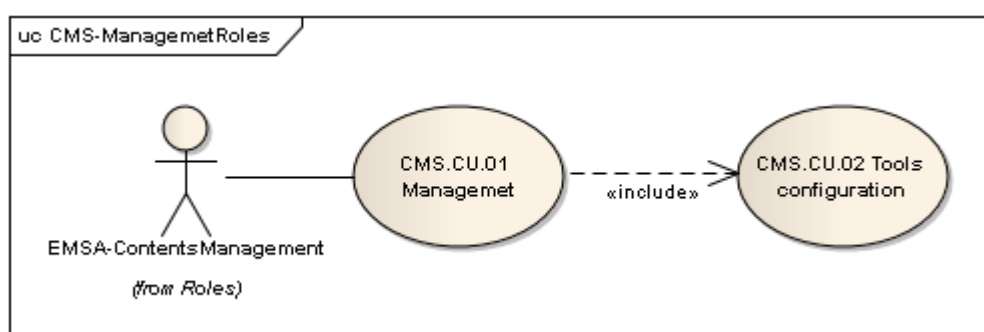 uc CMS-ManagemetRoles
CMS.CU.01
Managemet
«include»
CMS.CU.02 Tools
configuration
EMSA-ContentsManagement
(from Roles)